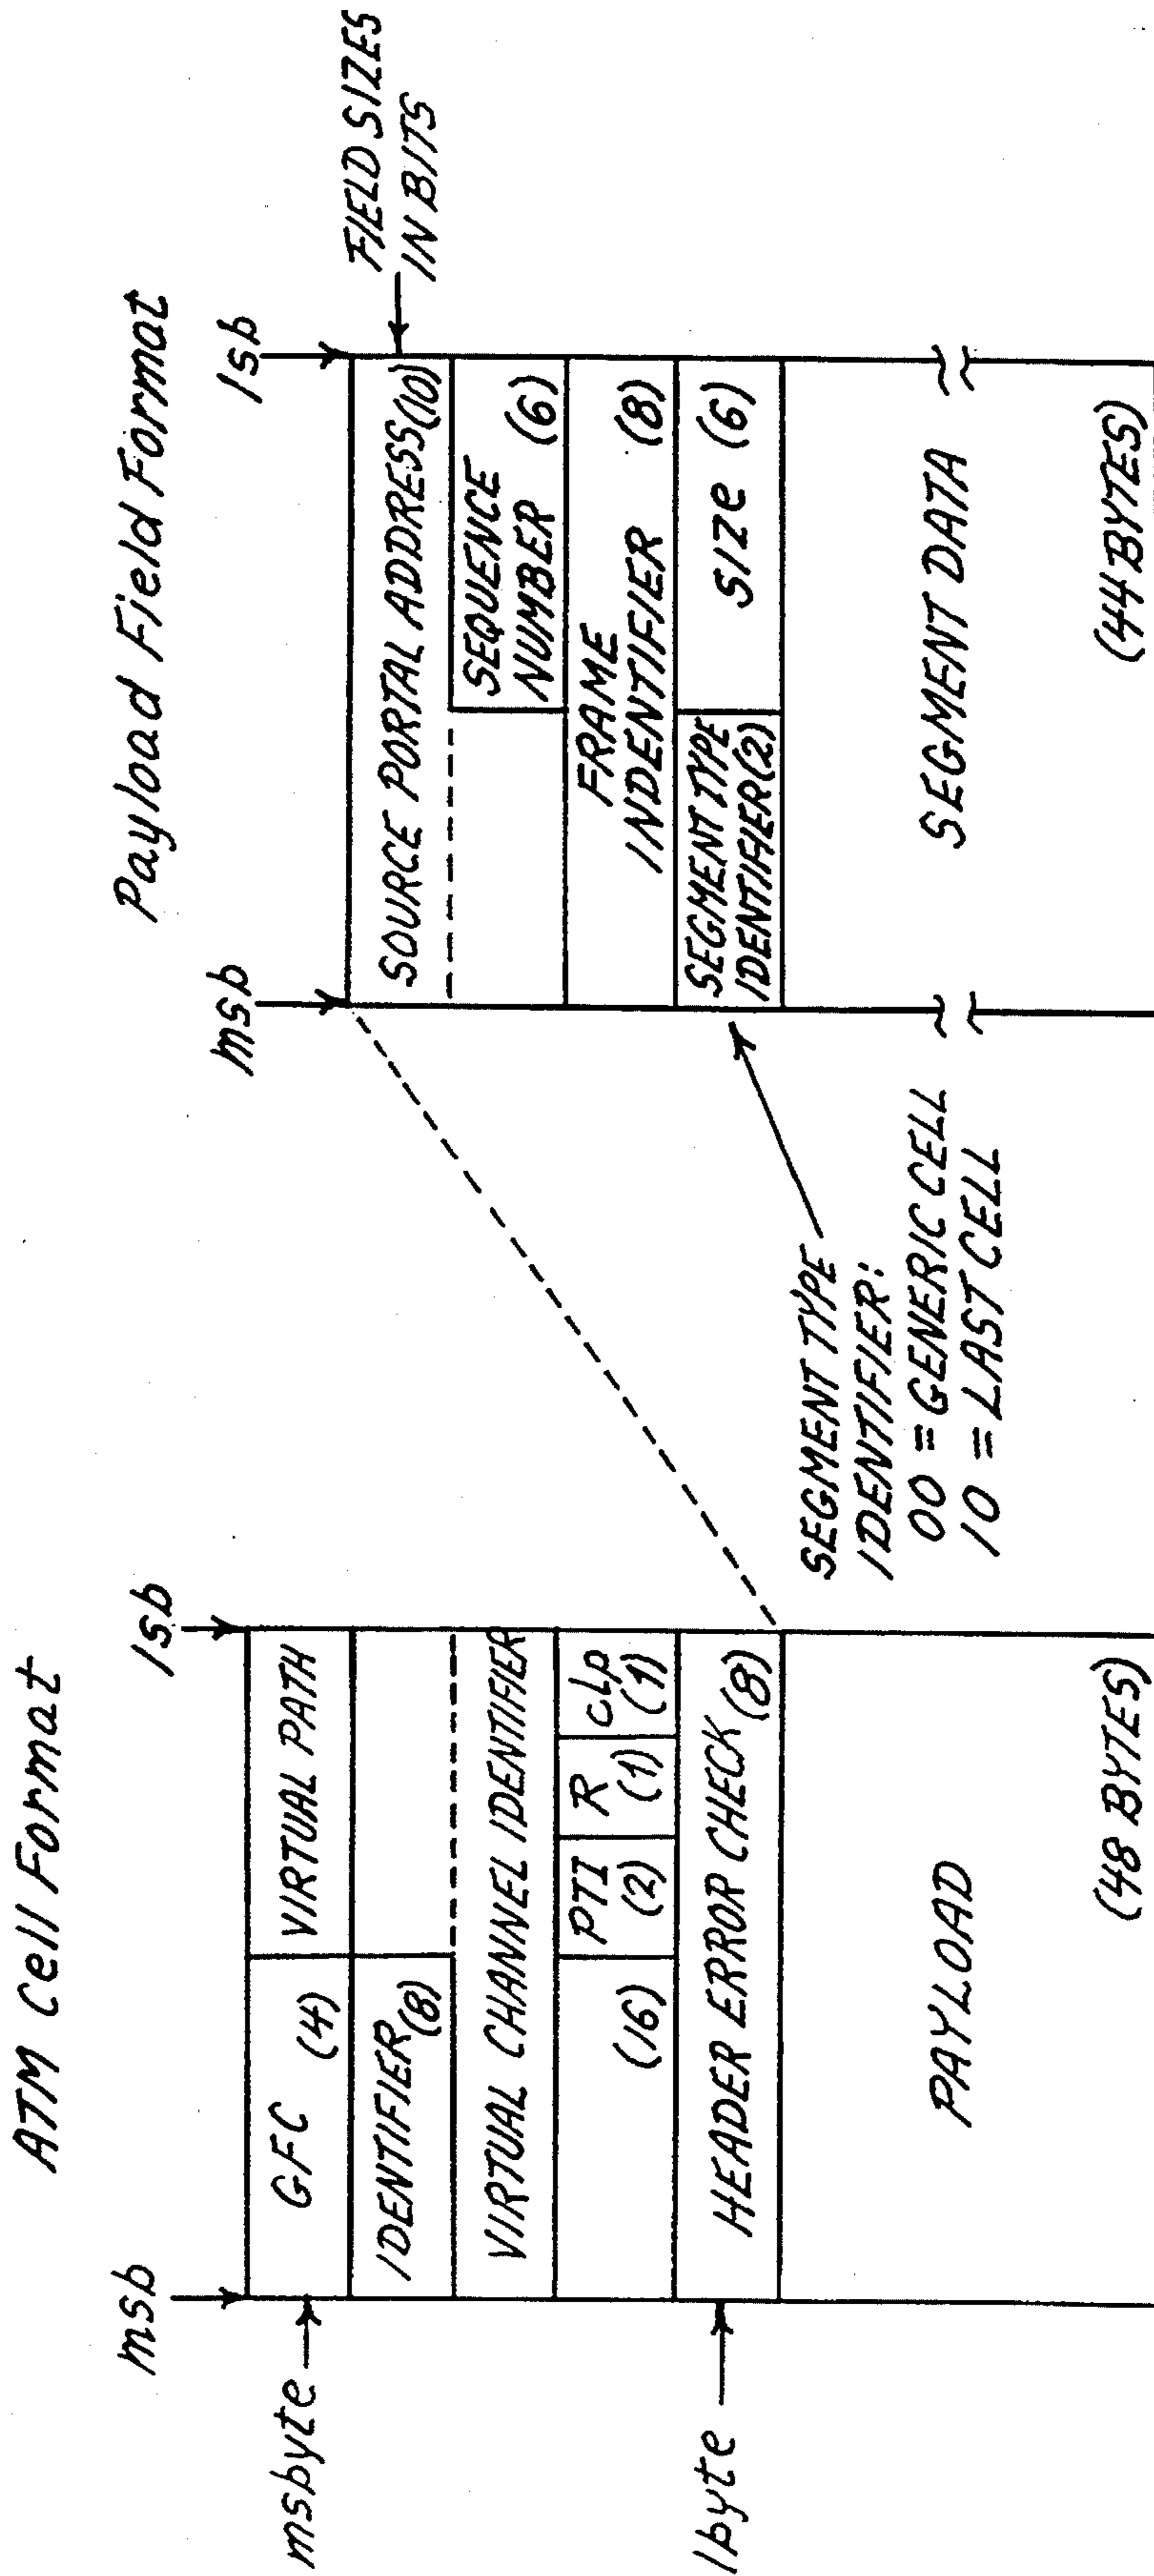 ATM Cell Format
msb
lsb
msbyte
GFC (4)
VIRTUAL PATH
IDENTIFIER (8)
VIRTUAL CHANNEL IDENTIFIER
(16)
PTI (2)
R (1)
CLP (1)
lbyte
HEADER ERROR CHECK (8)
PAYLOAD
(48 BYTES)
Payload Field Format
msb
lsb
SOURCE PORTAL ADDRESS (10)
FIELD SIZES
IN BITS
SEQUENCE
NUMBER (6)
FRAME
INDENTIFIER (8)
SEGMENT TYPE
IDENTIFIER (2)
SIZE (6)
SEGMENT DATA
(44 BYTES)
SEGMENT TYPE
IDENTIFIER:
00 = GENERIC CELL
10 = LAST CELL